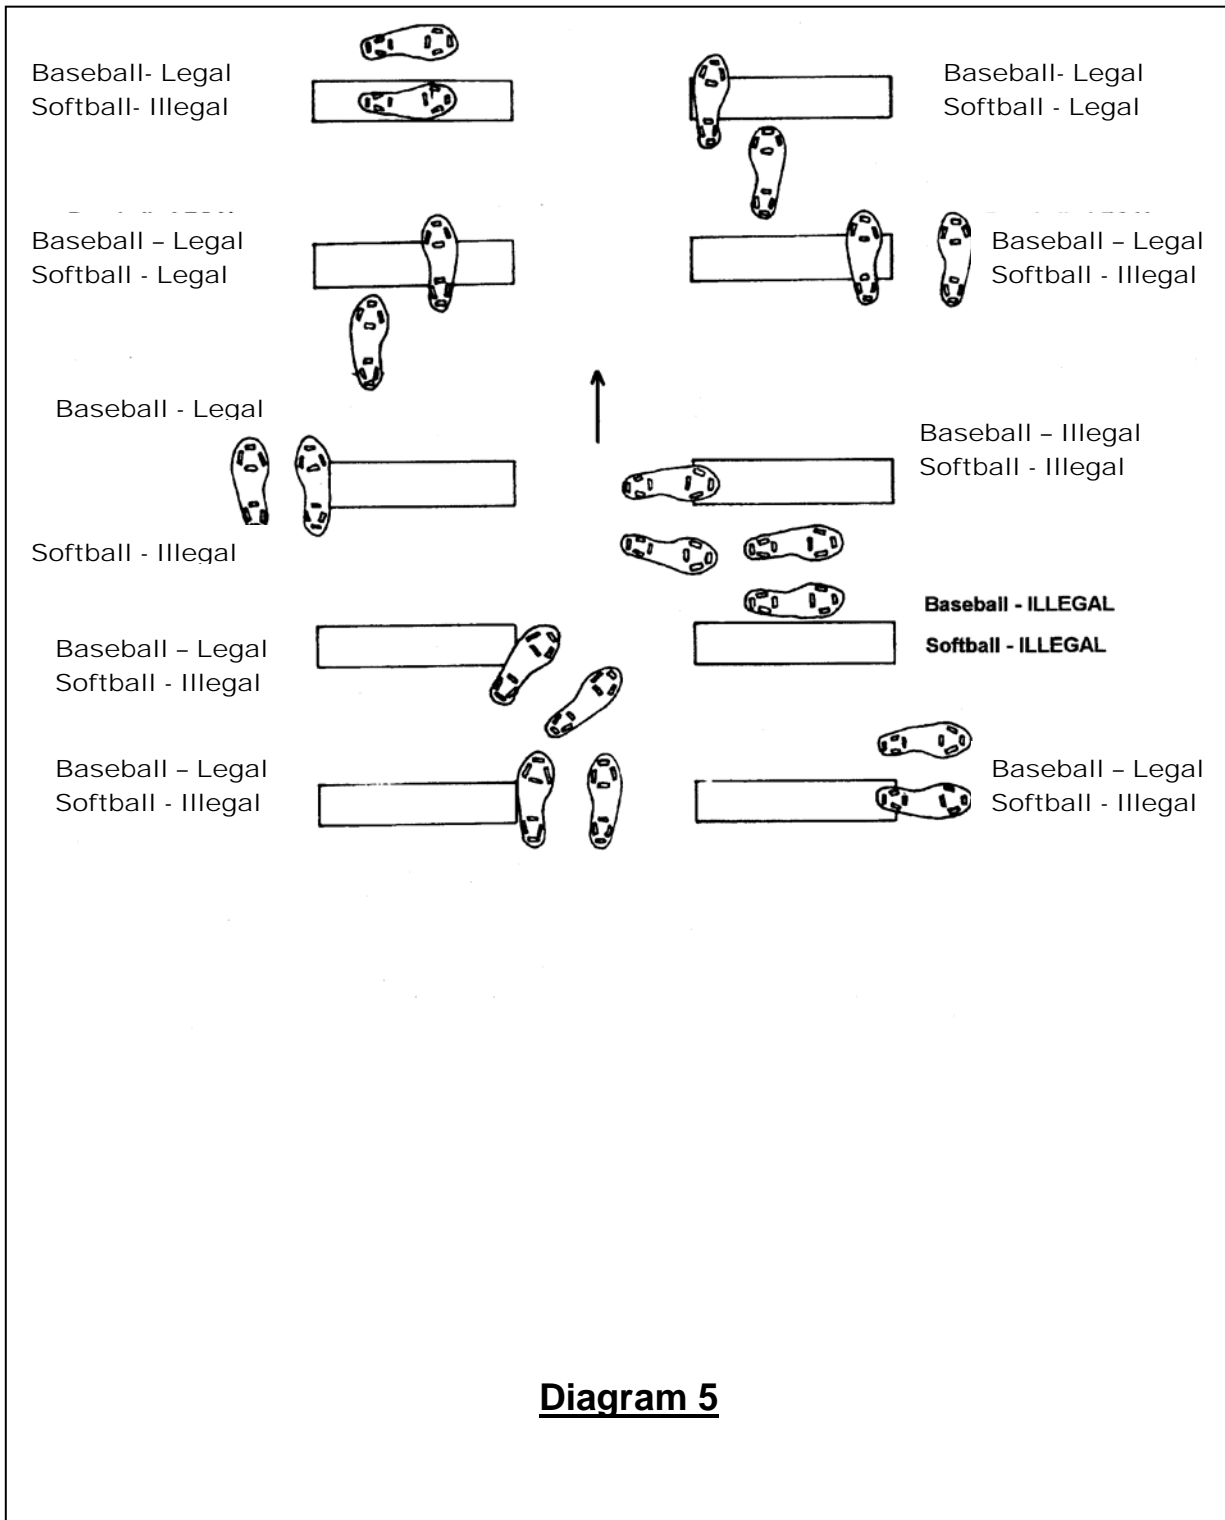 Baseball- Legal
Softball- Illegal
Baseball- Legal
Softball - Legal
Baseball – Legal
Softball - Legal
Baseball – Legal
Softball - Illegal
Baseball - Legal
Softball - Illegal
Baseball – Illegal
Softball - Illegal
Baseball - ILLEGAL
Softball - ILLEGAL
Baseball – Legal
Softball - Illegal
Baseball – Legal
Softball - Illegal
Baseball – Legal
Softball - Illegal
Diagram 5